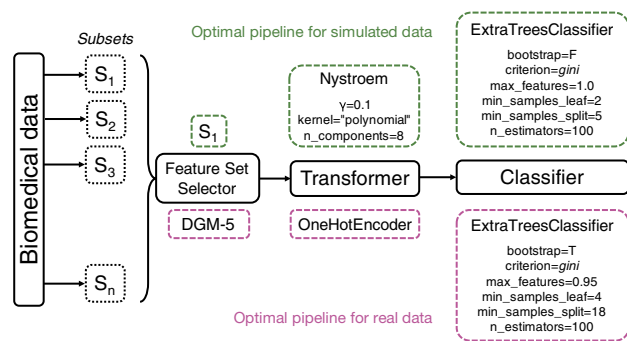 Subsets
Optimal pipeline for simulated data
Biomedical data
S1
S2
S3
Sn
S1
Feature Set
Selector
DGM-5
Nystroem
γ=0.1
kernel="polynomial"
n_components=8
Transformer
OneHotEncoder
ExtraTreesClassifier
bootstrap=F
criterion=gini
max_features=1.0
min_samples_leaf=2
min_samples_split=5
n_estimators=100
Classifier
ExtraTreesClassifier
bootstrap=T
criterion=gini
max_features=0.95
min_samples_leaf=4
min_samples_split=18
n_estimators=100
Optimal pipeline for real data